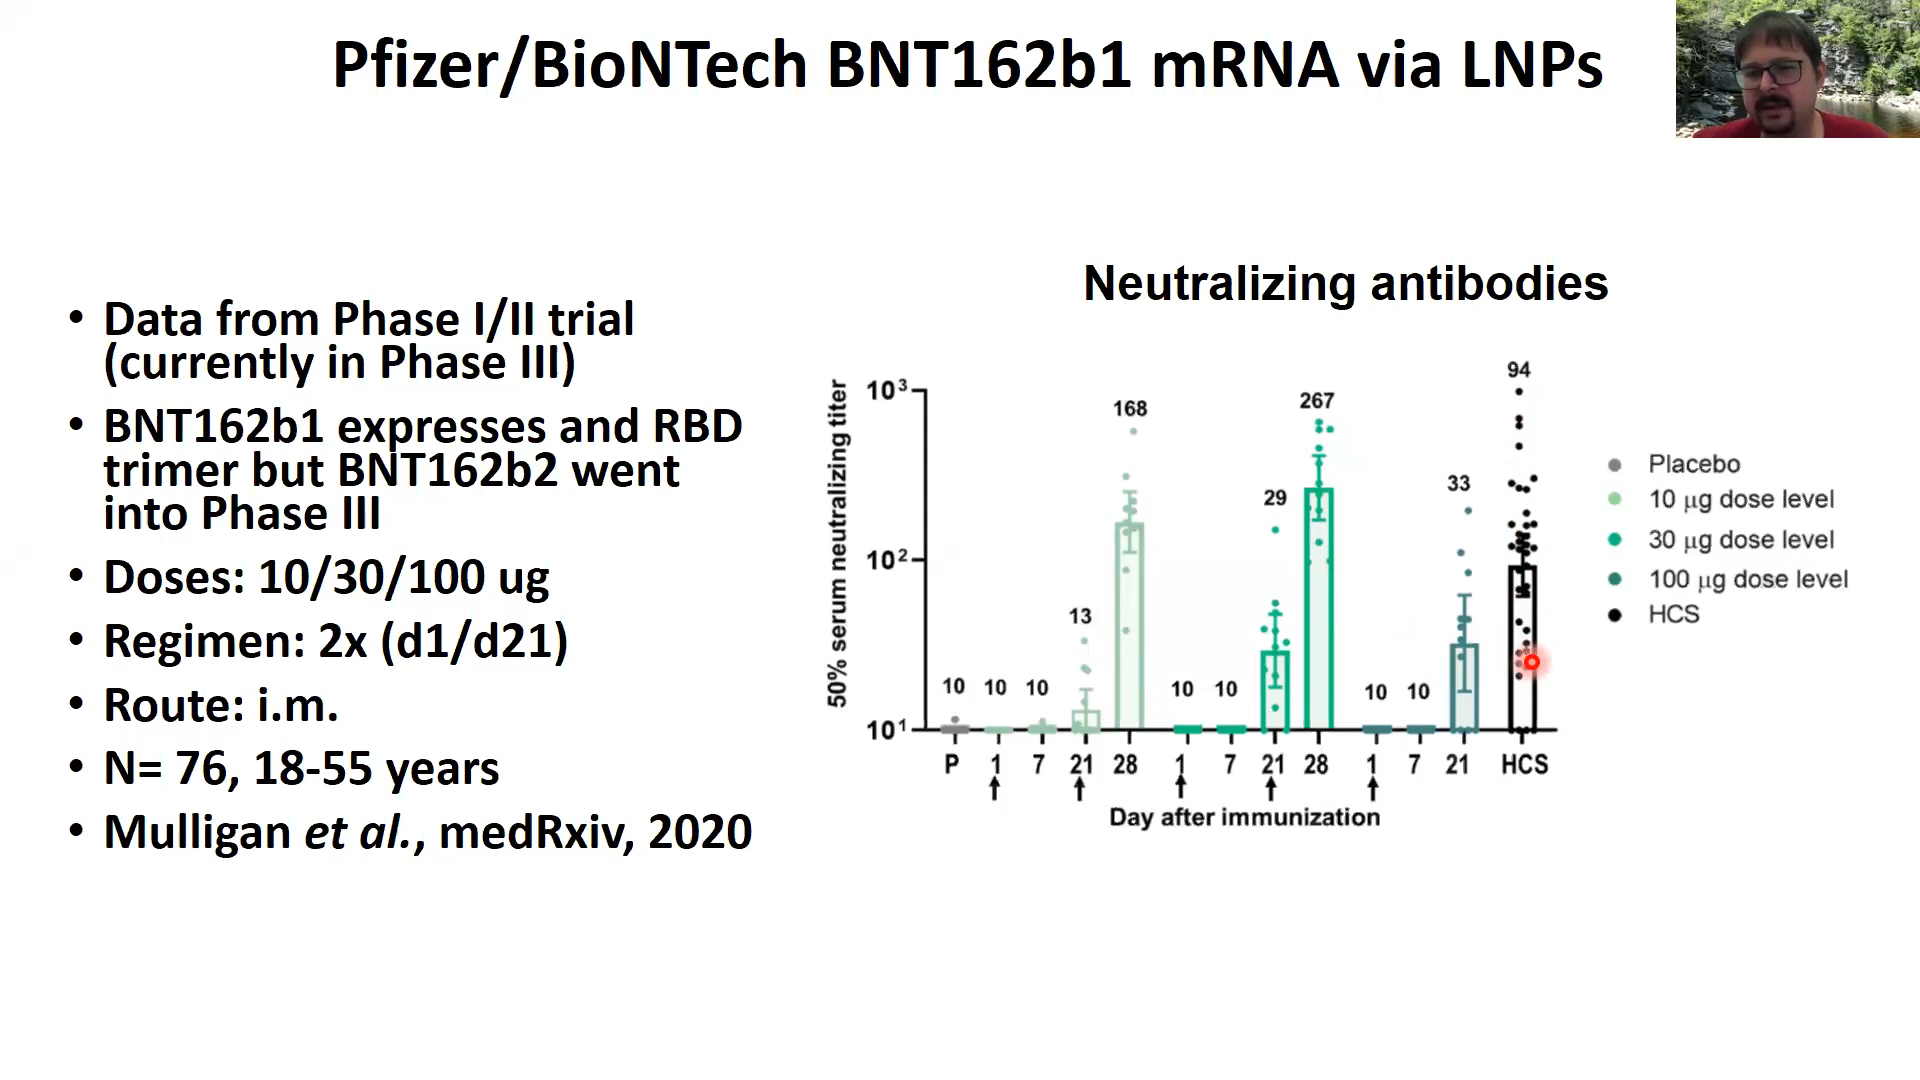 Pfizer/BioNTech BNT162b1 mRNA via LNPs
• Data from Phase I/II trial
(currently in Phase III)
• BNT162b1 expresses and RBD
trimer but BNT162b2 went
into Phase III
• Doses: 10/30/100 ug
• Regimen: 2x (d1/d21)
• Route: i.m.
• N= 76, 18-55 years
• Mulligan et al., medRxiv, 2020
Neutralizing antibodies
50% serum neutralizing titer
10³
10²
10¹
10 10 10 13 168 10 10 29 267 10 10 33 94
P 1 7 21 28 1 7 21 28 1 7 21 HCS
Day after immunization
Placebo
10 μg dose level
30 μg dose level
100 μg dose level
HCS